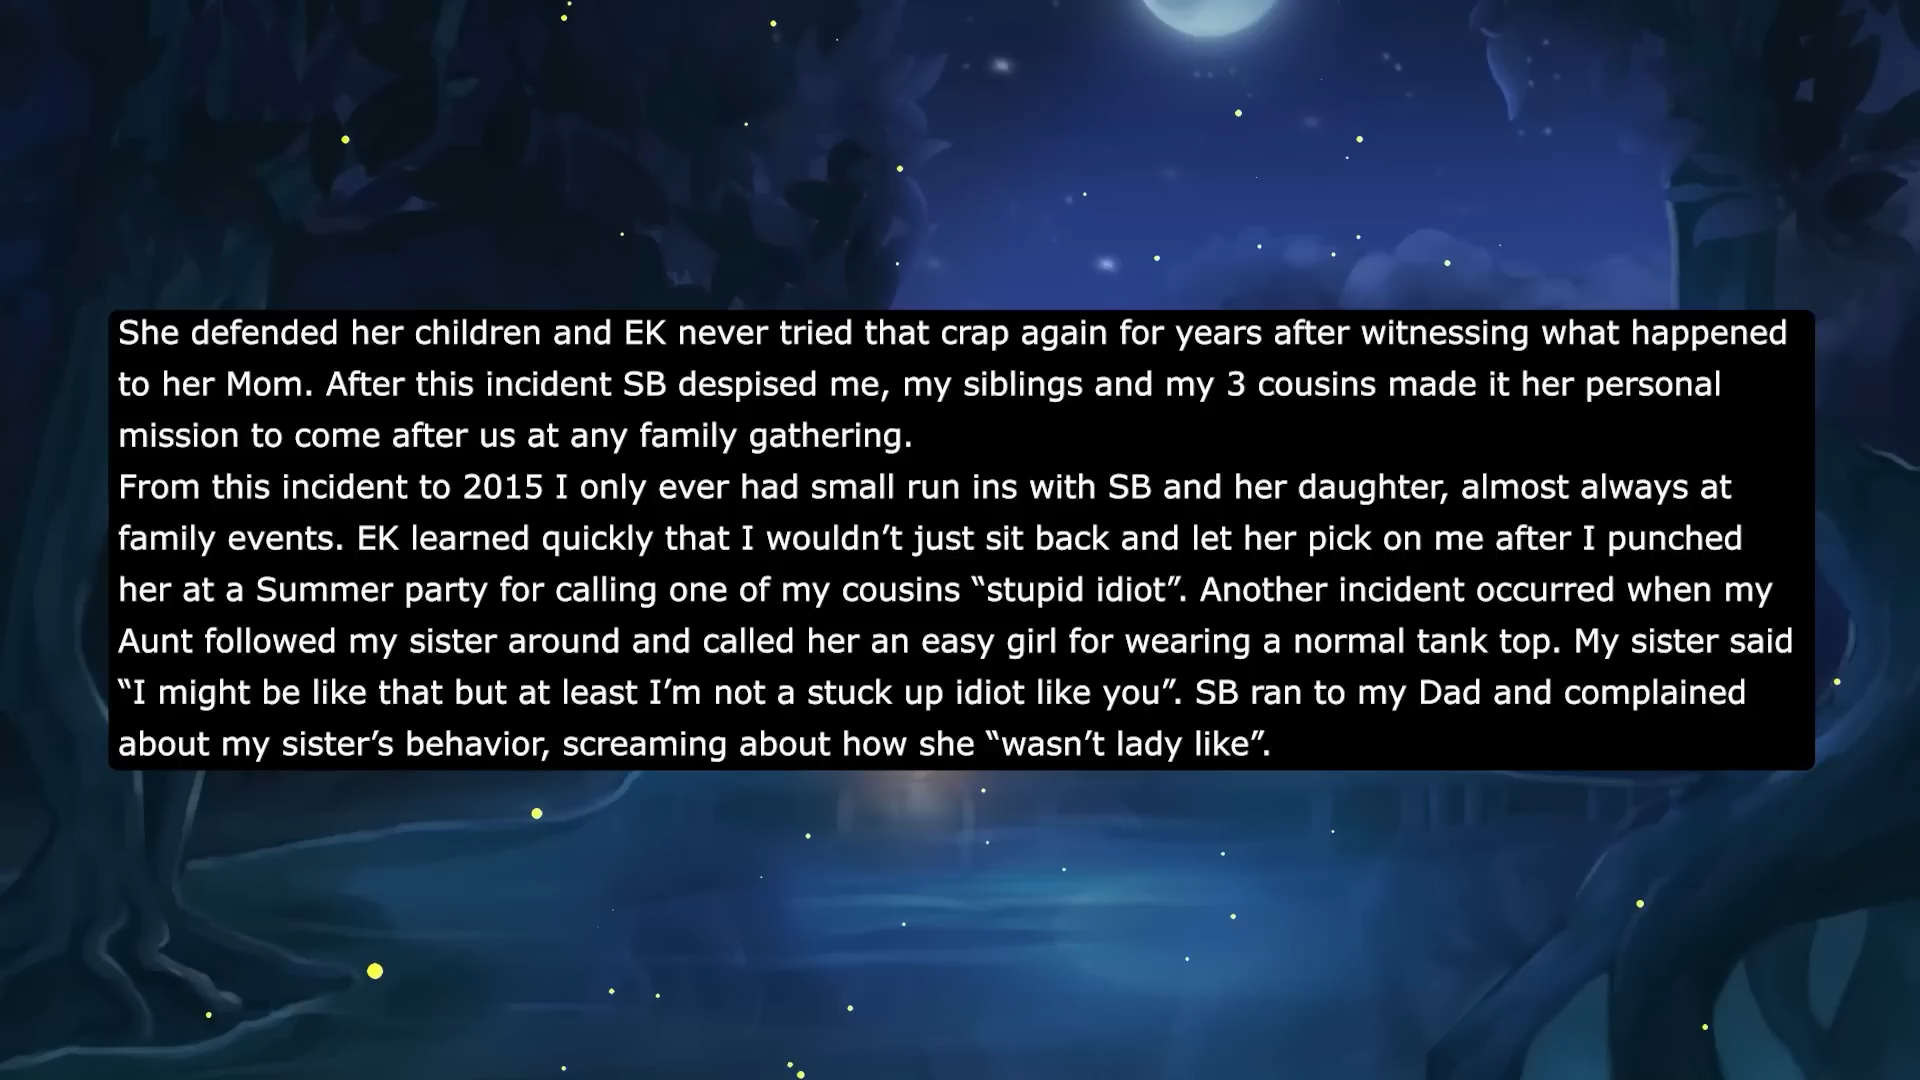 She defended her children and EK never tried that crap again for years after witnessing what happened
to her Mom. After this incident SB despised me, my siblings and my 3 cousins made it her personal
mission to come after us at any family gathering.
From this incident to 2015 I only ever had small run ins with SB and her daughter, almost always at
family events. EK learned quickly that I wouldn’t just sit back and let her pick on me after I punched
her at a Summer party for calling one of my cousins “stupid idiot”. Another incident occurred when my
Aunt followed my sister around and called her an easy girl for wearing a normal tank top. My sister said
“I might be like that but at least I’m not a stuck up idiot like you”. SB ran to my Dad and complained
about my sister’s behavior, screaming about how she “wasn’t lady like”.